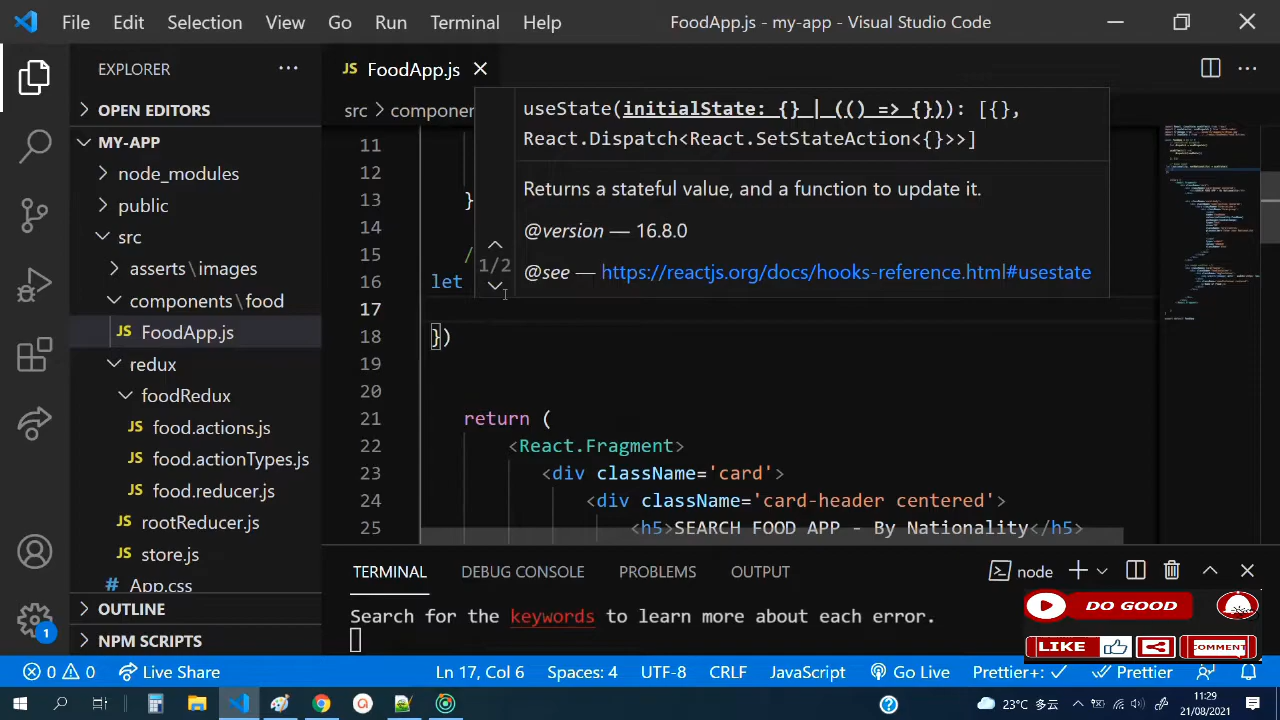 File Edit Selection View Go Run Terminal Help FoodApp.js - my-app - Visual Studio Code
EXPLORER
OPEN EDITORS
MY-APP
node_modules
public
src
asserts\images
components\food
JS FoodApp.js
redux
foodRedux
JS food.actions.js
JS food.actionTypes.js
JS food.reducer.js
JS rootReducer.js
JS store.js
# App.css
OUTLINE
NPM SCRIPTS
1
JS FoodApp.js
src > componer
useState(initialState: {} | (() => {})): [{},
React.Dispatch<React.SetStateAction<{}>>]
Returns a stateful value, and a function to update it.
@version — 16.8.0
1/2
@see — https://reactjs.org/docs/hooks-reference.html#usestate
11
12
13 }
14
15 /
16 let
17
18 })
19
20
21 return (
22 <React.Fragment>
23 <div className='card'>
24 <div className='card-header centered'>
25 <h5>SEARCH FOOD APP - By Nationality</h5>
TERMINAL DEBUG CONSOLE PROBLEMS OUTPUT node
Search for the keywords to learn more about each error.
DO GOOD
LIKE
COMMENT
0 0 Live Share Ln 17, Col 6 Spaces: 4 UTF-8 CRLF JavaScript Go Live Prettier+: Prettier
23°C 多云
11:29
21/08/2021